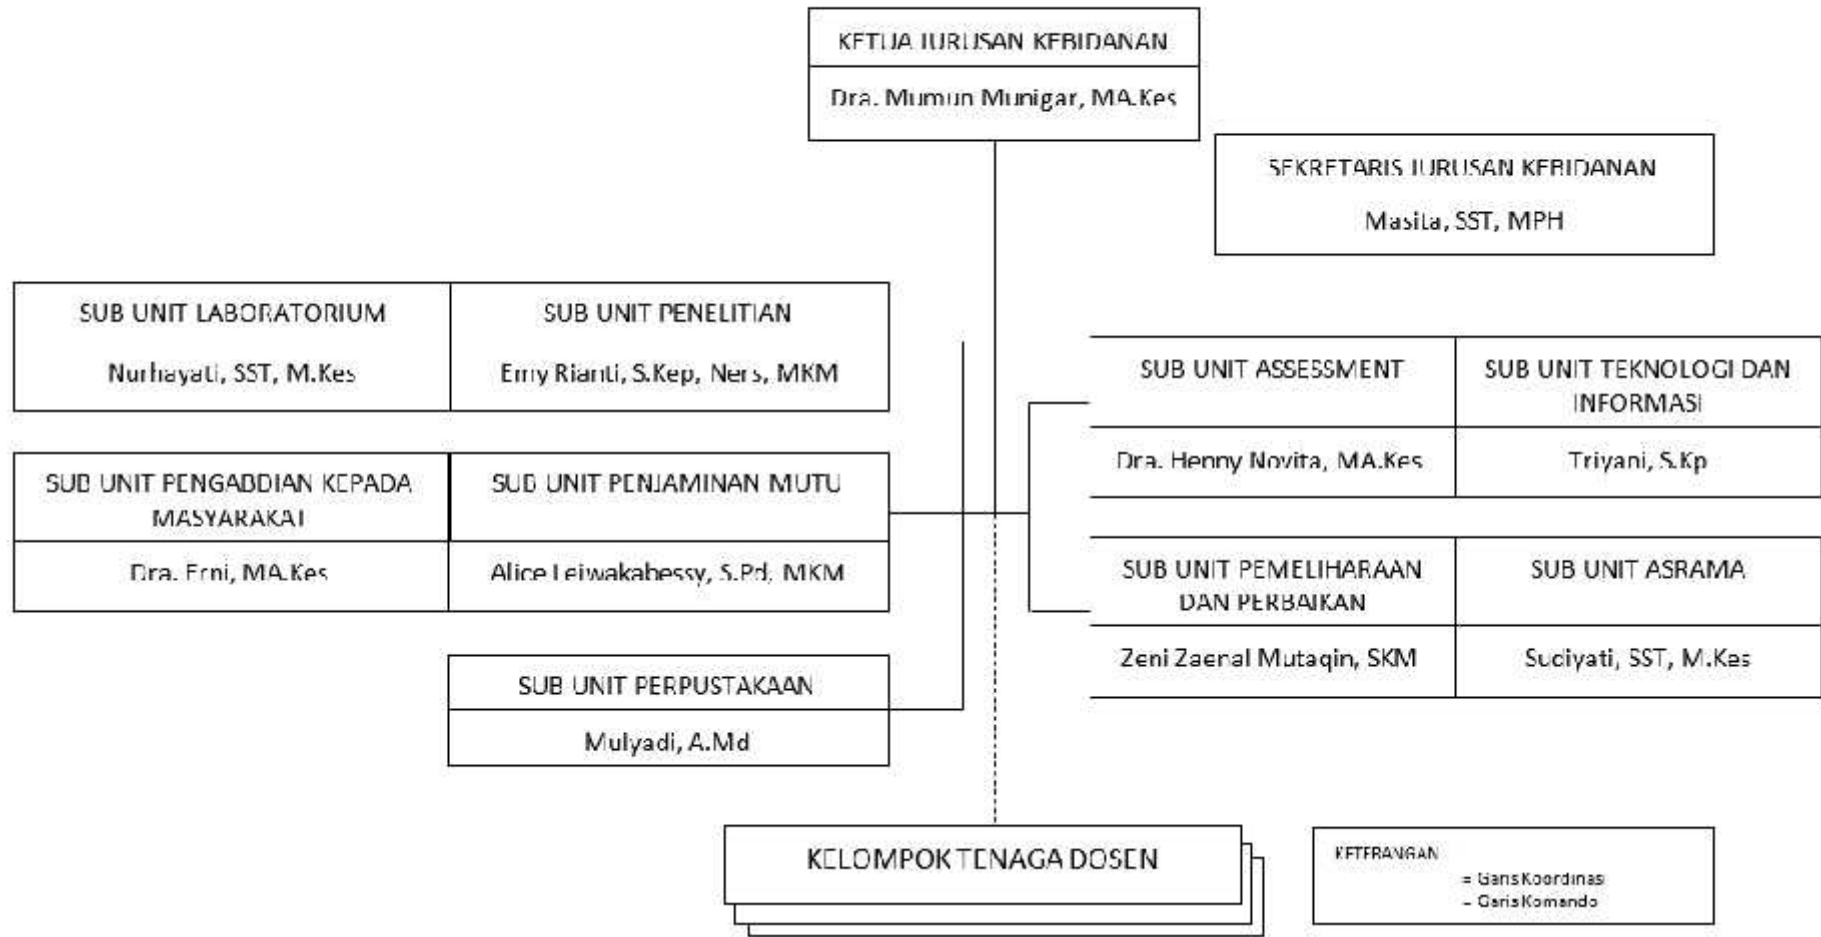 KETUA JURUSAN KEBIDANAN
Dra. Mumun Munigar, MA.Kes
SEKRETARIS JURUSAN KEBIDANAN
Masita, SST, MPH
SUB UNIT LABORATORIUM
Nurhayati, SST, M.Kes
SUB UNIT PENELITIAN
Emy Rianti, S.Kep, Ners, MKM
SUB UNIT ASSESSMENT
Dra. Henny Novita, MA.Kes
SUB UNIT TEKNOLOGI DAN
INFORMASI
Triyani, S.Kp
SUB UNIT PENGABDIAN KEPADA
MASYARAKAT
Dra. Erni, MA.Kes
SUB UNIT PENJAMINAN MUTU
Alice Leiwakabessy, S.Pd, MKM
SUB UNIT PEMELIHARAAN
DAN PERBAIKAN
Zeni Zaenal Mutaqin, SKM
SUB UNIT ASRAMA
Suciyati, SST, M.Kes
SUB UNIT PERPUSTAKAAN
Mulyadi, A.Md
KELOMPOK TENAGA DOSEN
KETERANGAN
= Garis Koordinasi
= Garis Komando